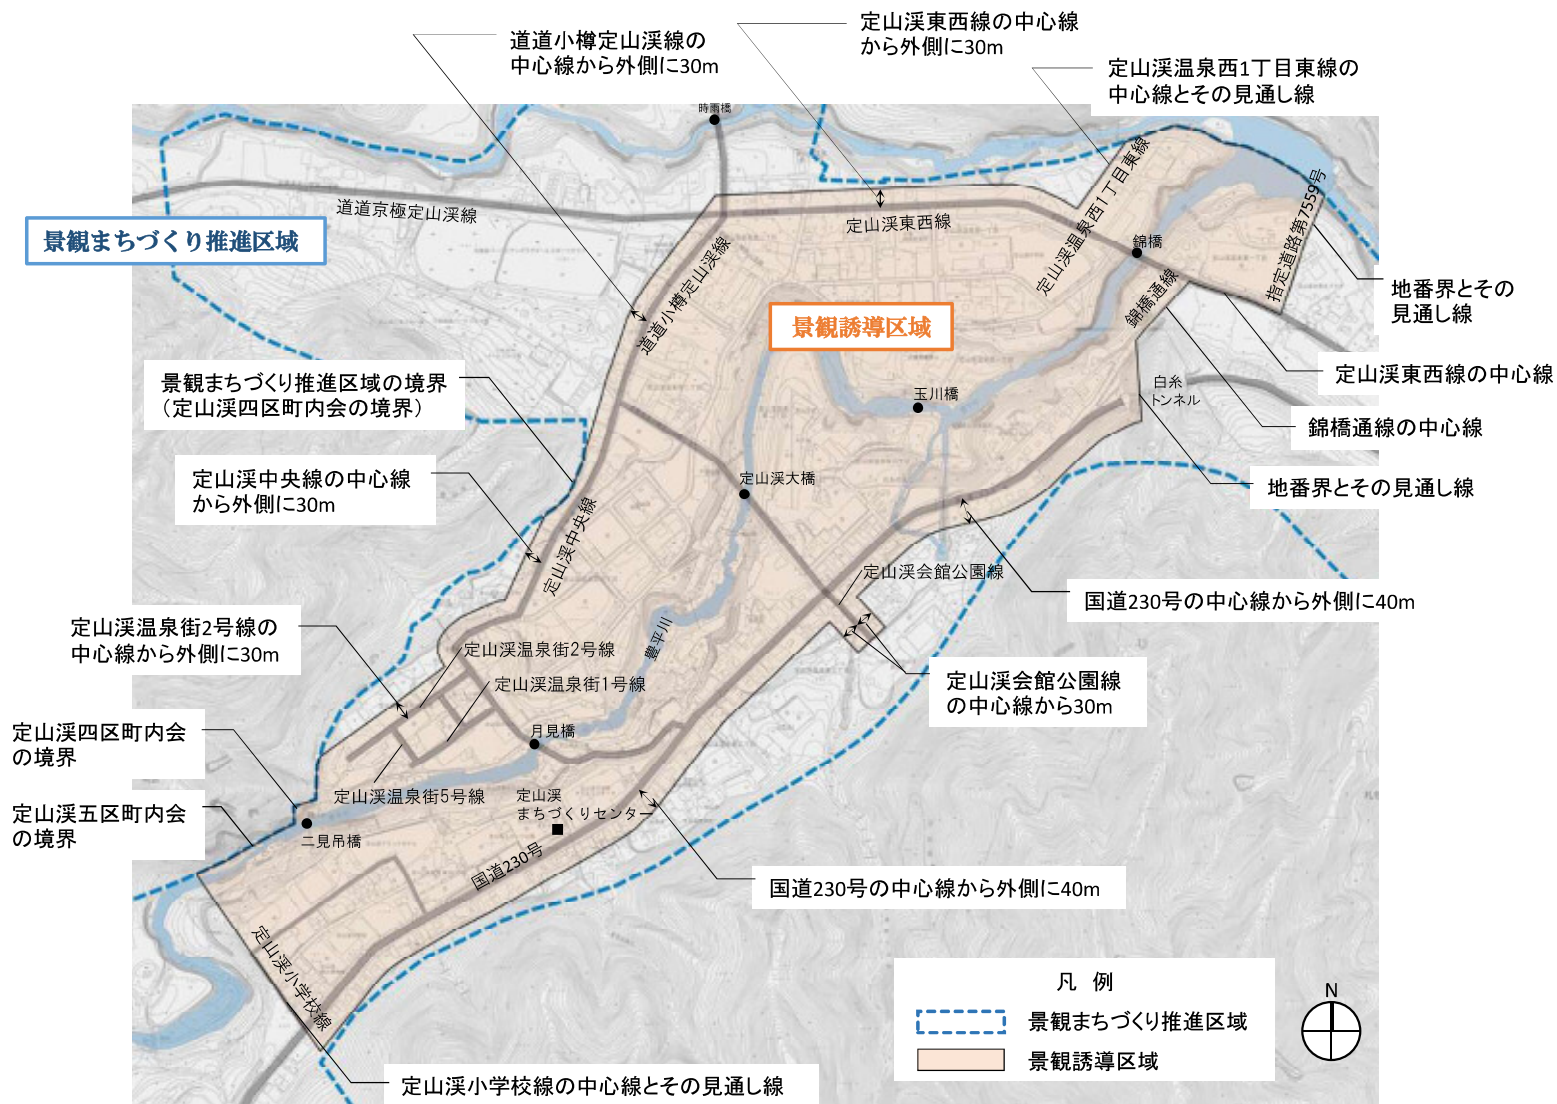 道道小樽定山渓線の
中心線から外側に30m
定山渓東西線の中心線
から外側に30m
定山渓温泉西1丁目東線の
中心線とその見通し線
時雨橋
道道京極定山渓線
景観まちづくり推進区域
定山渓東西線
定山渓温泉西1丁目東線
錦橋
指定道路第7559号
道道小樽定山渓線
錦橋通線
地番界とその
見通し線
景観誘導区域
定山渓東西線の中心線
景観まちづくり推進区域の境界
（定山渓四区町内会の境界）
白糸
トンネル
玉川橋
錦橋通線の中心線
定山渓中央線の中心線
から外側に30m
定山渓大橋
地番界とその見通し線
定山渓中央線
定山渓会館公園線
国道230号の中心線から外側に40m
定山渓温泉街2号線の
中心線から外側に30m
定山渓温泉街2号線
豊平川
定山渓温泉街1号線
定山渓会館公園線
の中心線から30m
定山渓四区町内会
の境界
月見橋
定山渓温泉街5号線
定山渓
まちづくりセンター
定山渓五区町内会
の境界
二見吊橋
国道230号
国道230号の中心線から外側に40m
定山渓小学校線
凡 例
景観まちづくり推進区域
景観誘導区域
N
定山渓小学校線の中心線とその見通し線